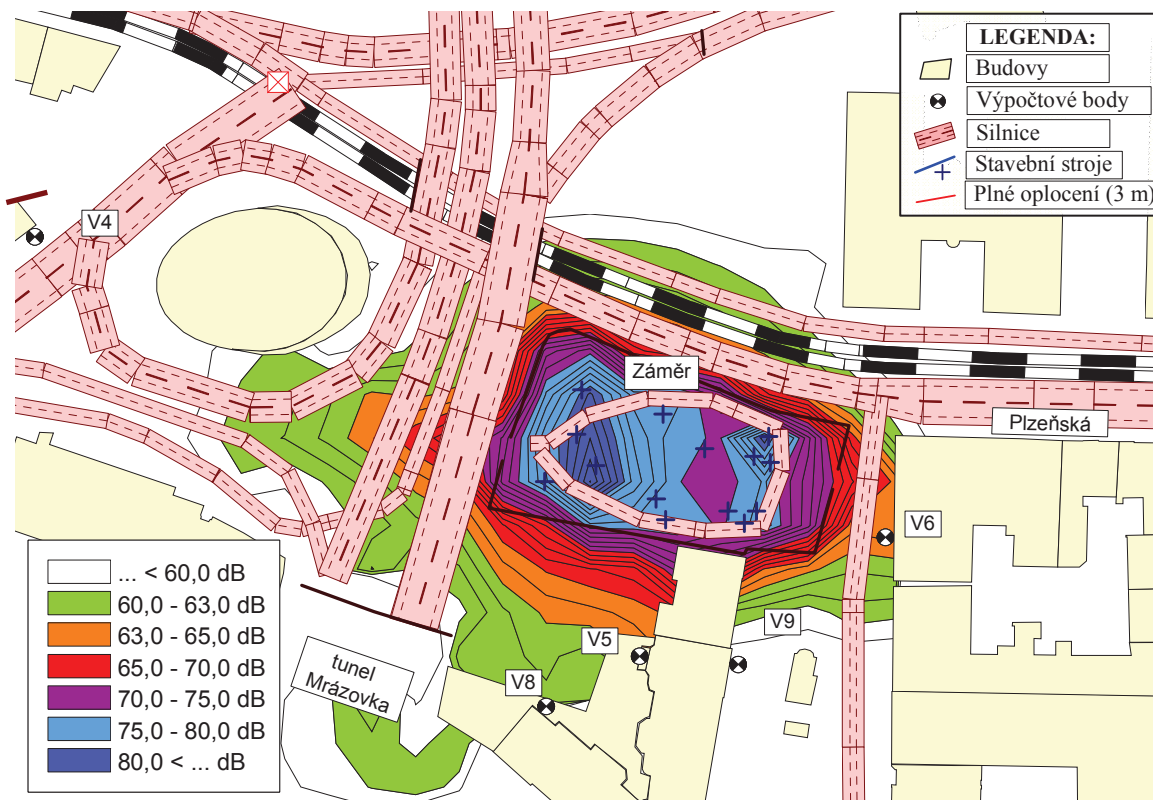 LEGENDA:
Budovy
Výpočtové body
Silnice
Stavební stroje
Plné oplocení (3 m)
V4
Záměr
Plzeňská
V6
V9
V5
V8
tunel
Mrázovka
... < 60,0 dB
60,0 - 63,0 dB
63,0 - 65,0 dB
65,0 - 70,0 dB
70,0 - 75,0 dB
75,0 - 80,0 dB
80,0 < ... dB